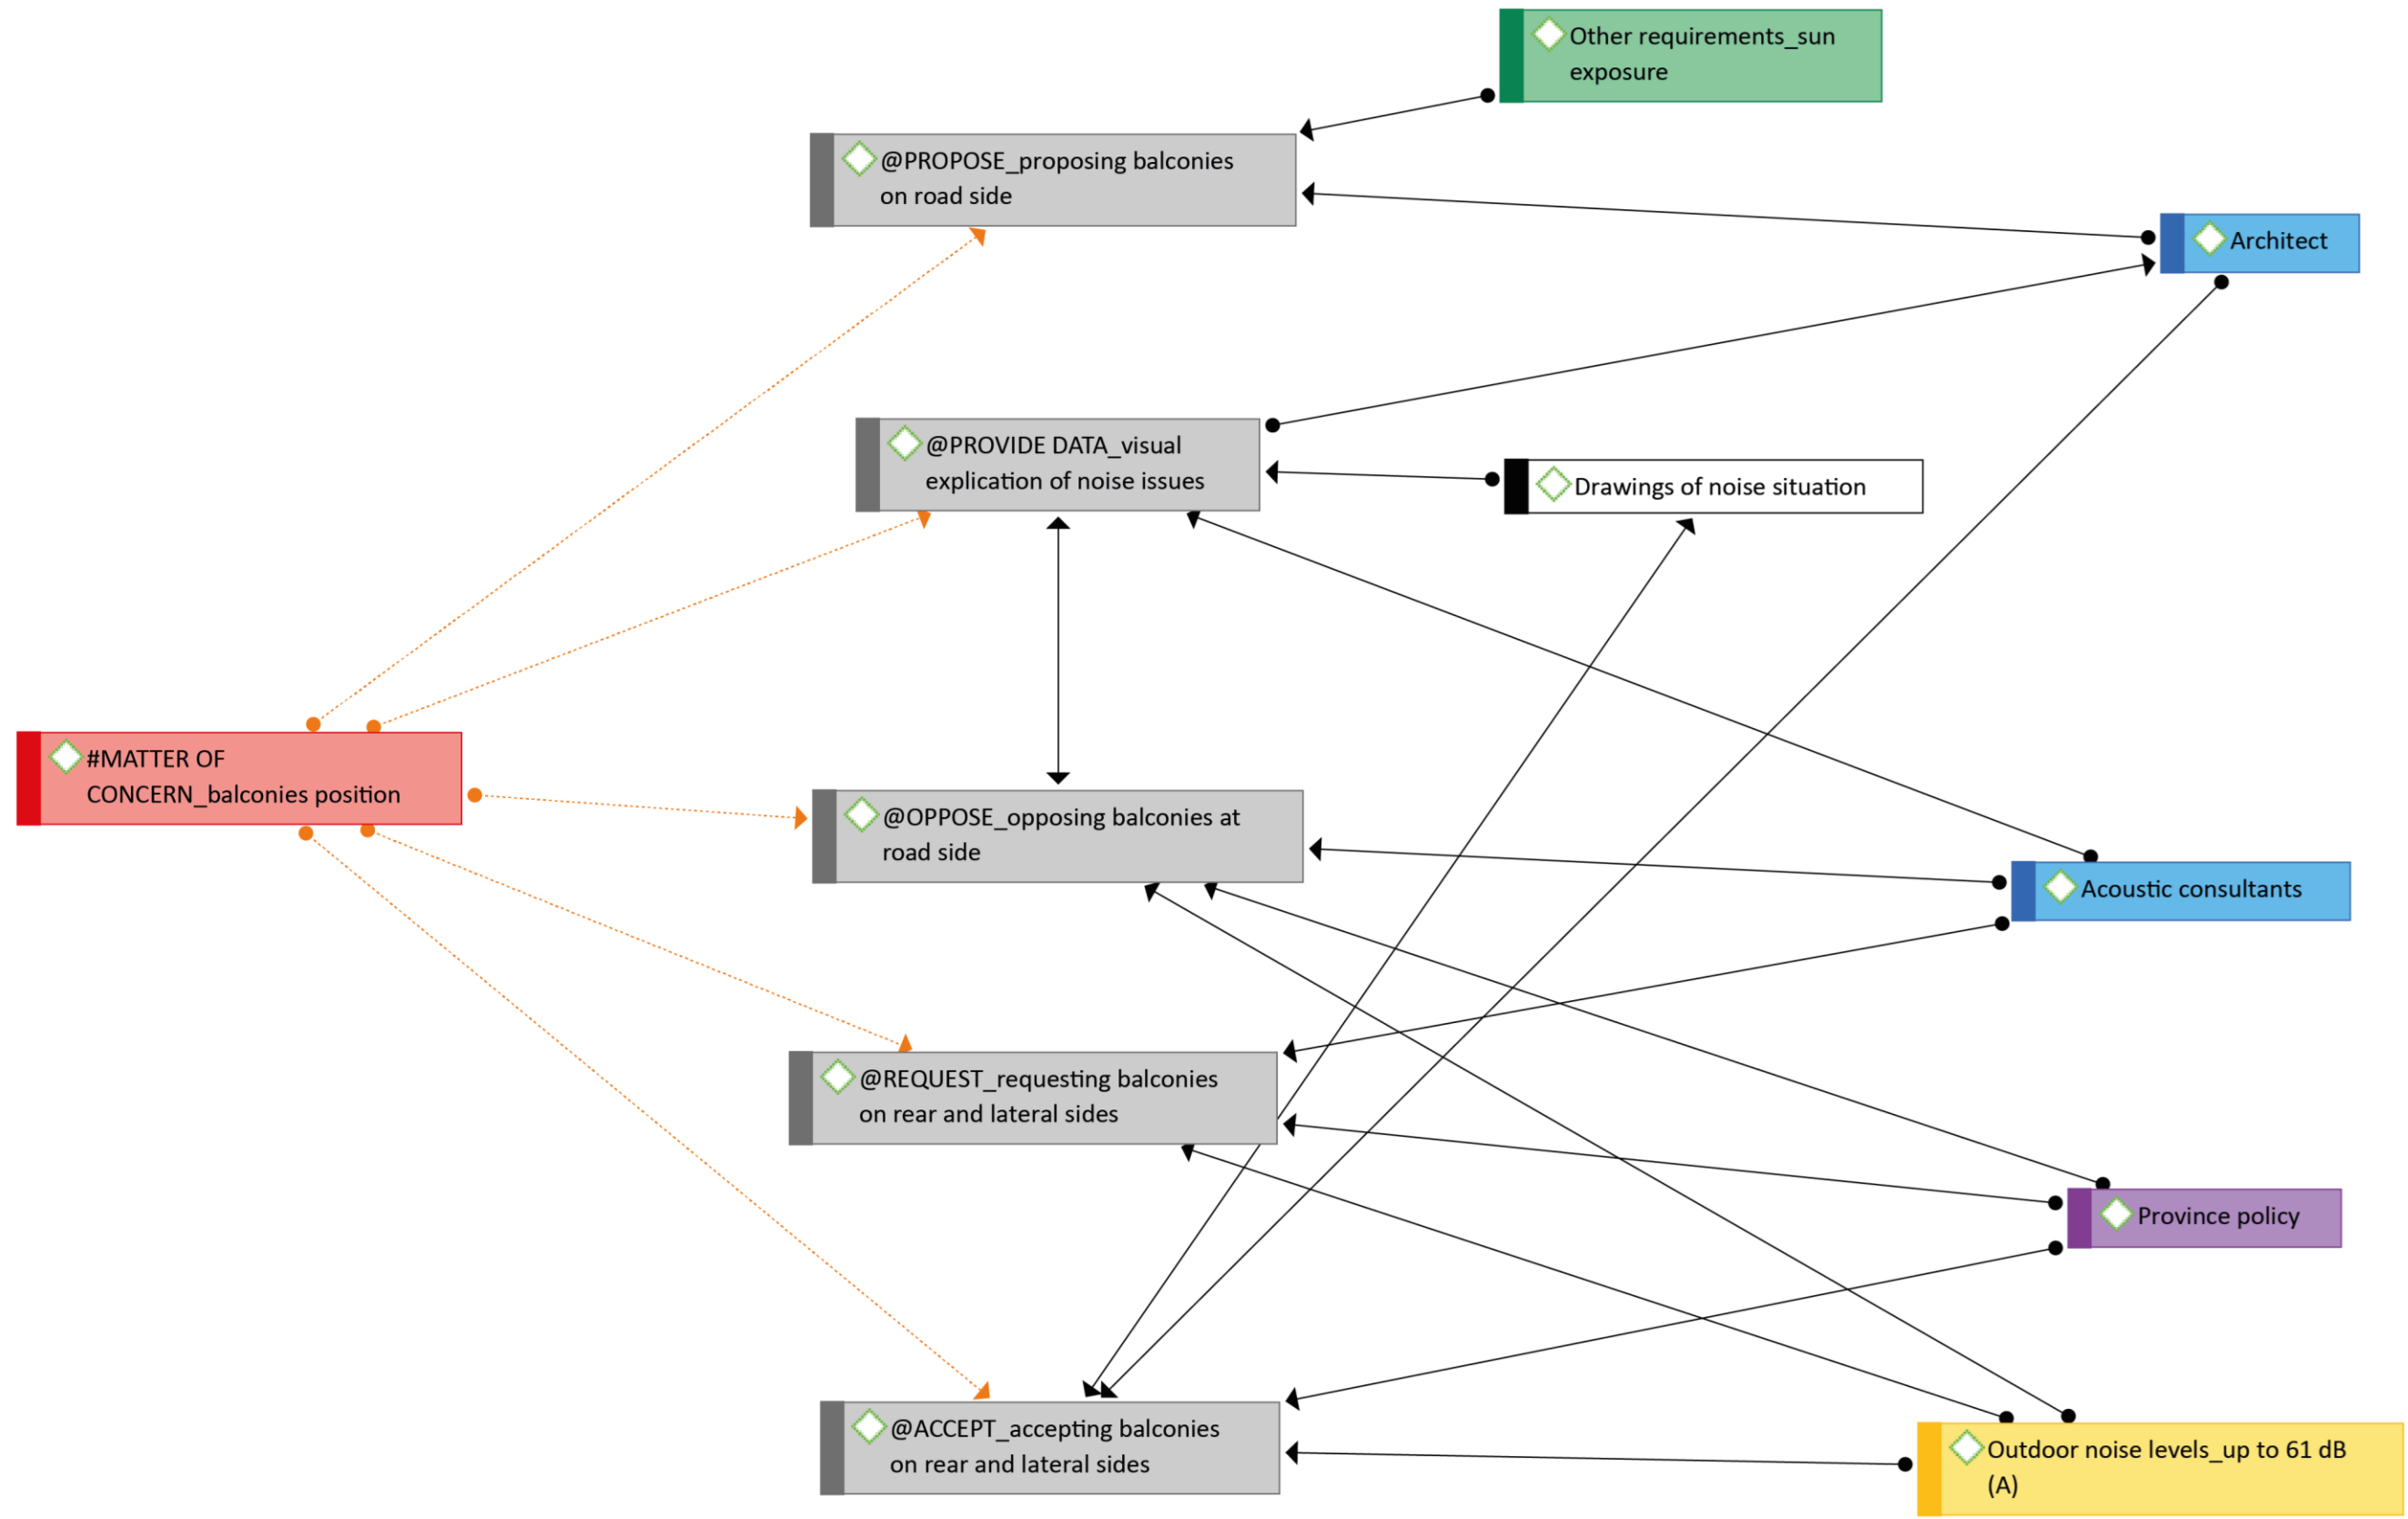 Other requirements_sun
exposure
@PROPOSE_proposing balconies
on road side
Architect
@PROVIDE DATA_visual
explication of noise issues
Drawings of noise situation
#MATTER OF
CONCERN_balconies position
@OPPOSE_opposing balconies at
road side
Acoustic consultants
@REQUEST_requesting balconies
on rear and lateral sides
Province policy
@ACCEPT_accepting balconies
on rear and lateral sides
Outdoor noise levels_up to 61 dB
(A)